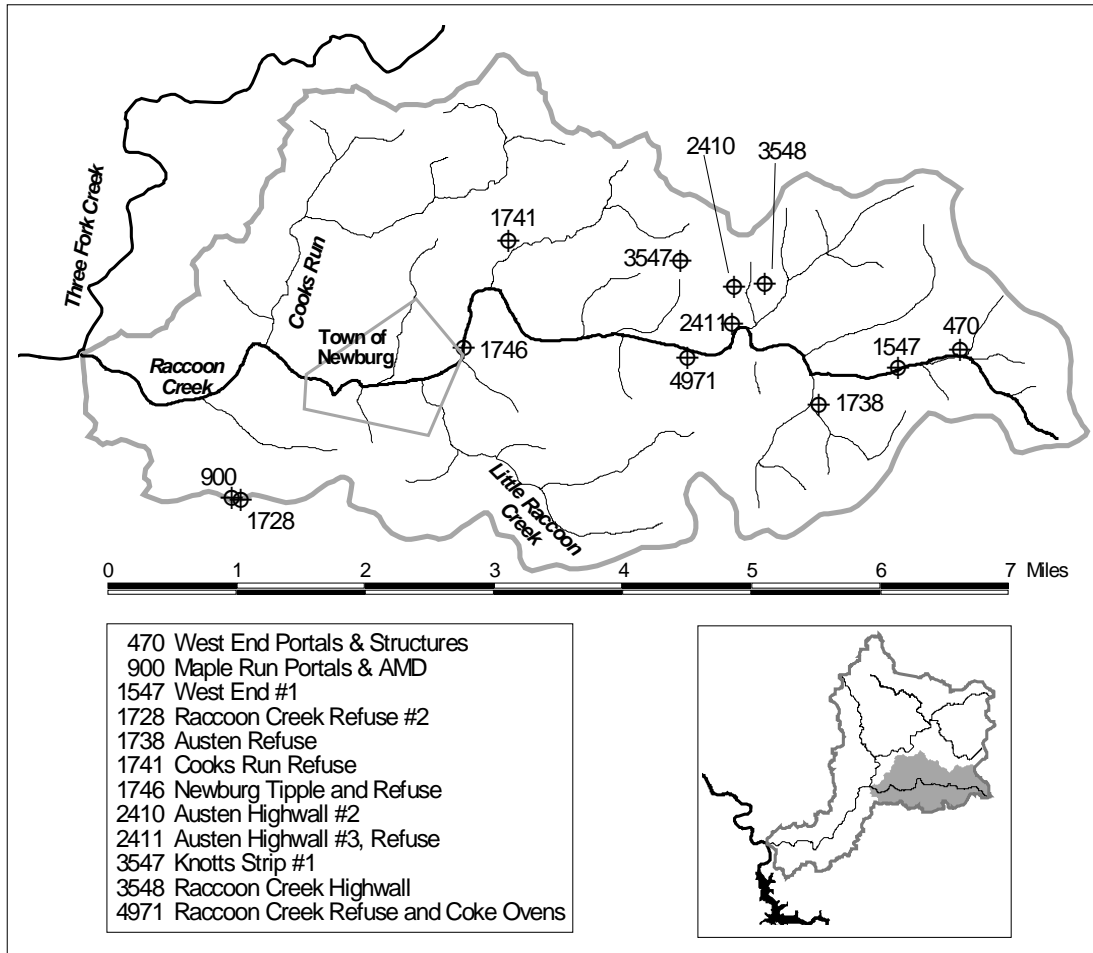 2410
3548
1741
Three Fork Creek
Cooks Run
3547
2411
470
Town of
Newburg
1746
1547
Raccoon
Creek
4971
1738
900
1728
Little Raccoon
Creek
0 1 2 3 4 5 6 7 Miles
470 West End Portals & Structures
900 Maple Run Portals & AMD
1547 West End #1
1728 Raccoon Creek Refuse #2
1738 Austen Refuse
1741 Cooks Run Refuse
1746 Newburg Tipple and Refuse
2410 Austen Highwall #2
2411 Austen Highwall #3, Refuse
3547 Knotts Strip #1
3548 Raccoon Creek Highwall
4971 Raccoon Creek Refuse and Coke Ovens